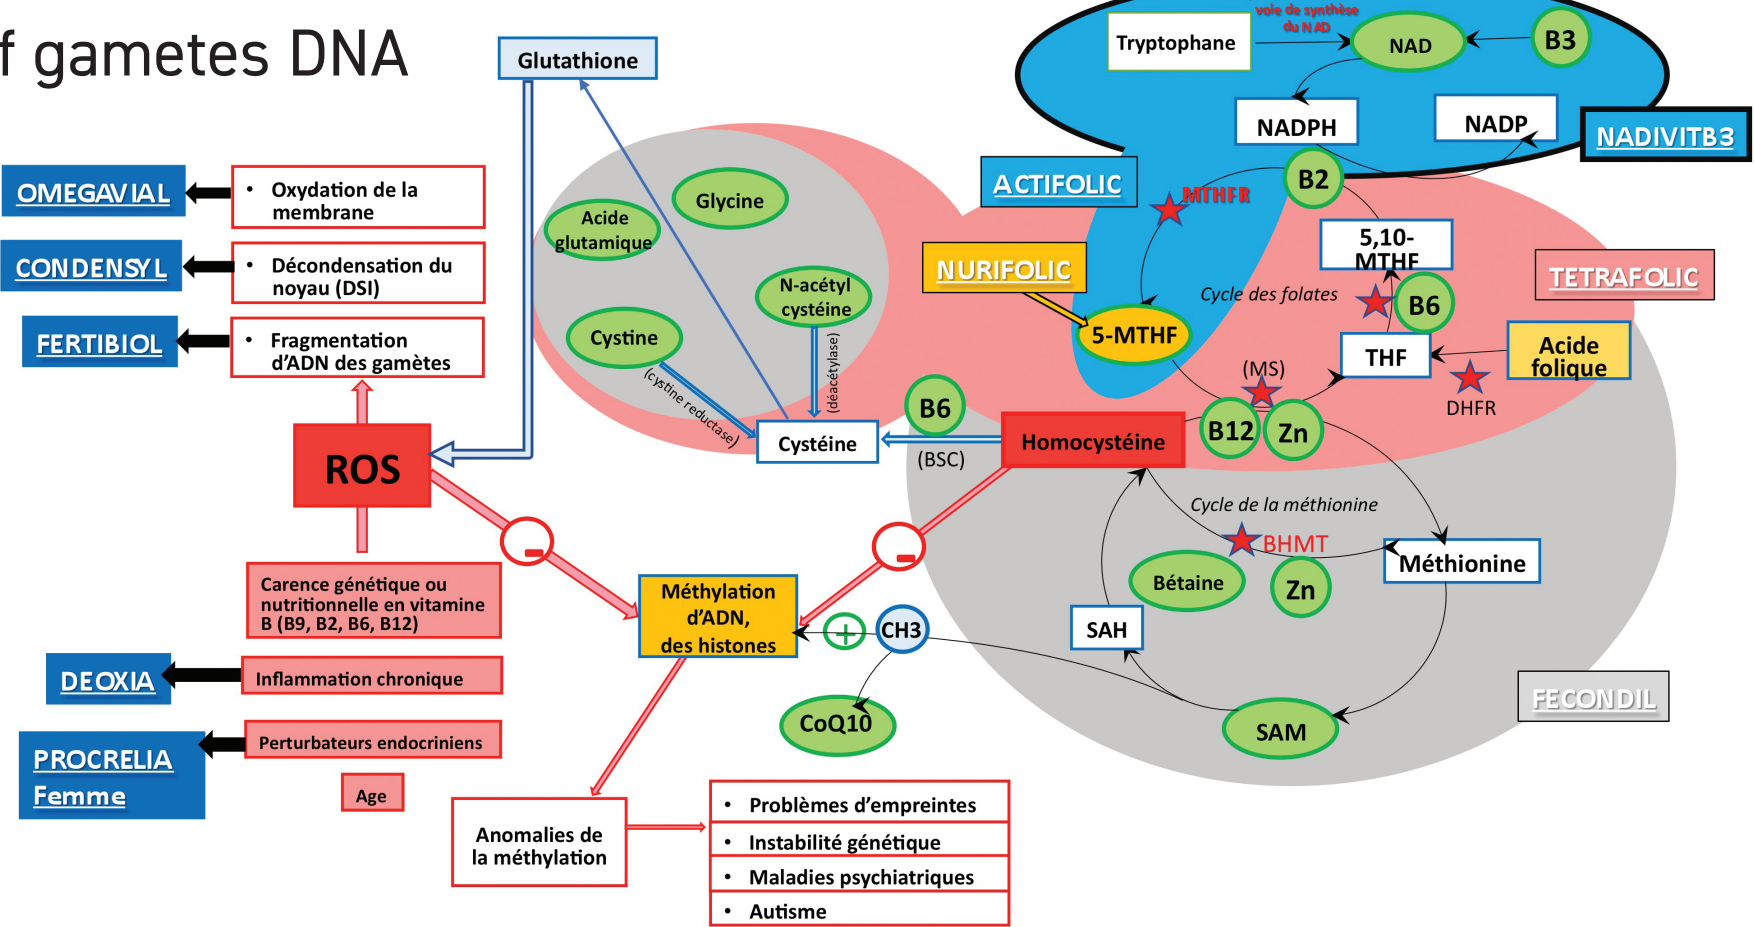 f gametes DNA
Glutathione
OMEGAVIAL
• Oxydation de la
membrane
CONDENSYL
• Décondensation du
noyau (DSI)
FERTIBIOL
• Fragmentation
d'ADN des gamètes
ROS
Carence génétique ou
nutritionnelle en vitamine
B (B9, B2, B6, B12)
DEOXIA
Inflammation chronique
PROCRELIA
Femme
Perturbateurs endocriniens
Age
Acide
glutamique
Glycine
N-acétyl
cystéine
Cystine
(cystine reductase)
(déacétylase)
Cystéine
B6
(BSC)
Homocystéine
voie de synthèse
du NAD
Tryptophane
NAD
B3
NADPH
NADP
NADIVITB3
ACTIFOLIC
MTHFR
B2
5,10-
MTHF
NURIFOLIC
Cycle des folates
B6
TETRAFOLIC
5-MTHF
THF
Acide
folique
(MS)
DHFR
B12
Zn
Cycle de la méthionine
BHMT
Méthionine
Bétaine
Zn
SAH
SAM
FECONDIL
Méthylation
d'ADN,
des histones
-
-
+
CH3
CoQ10
Anomalies de
la méthylation
• Problèmes d'empreintes
• Instabilité génétique
• Maladies psychiatriques
• Autisme